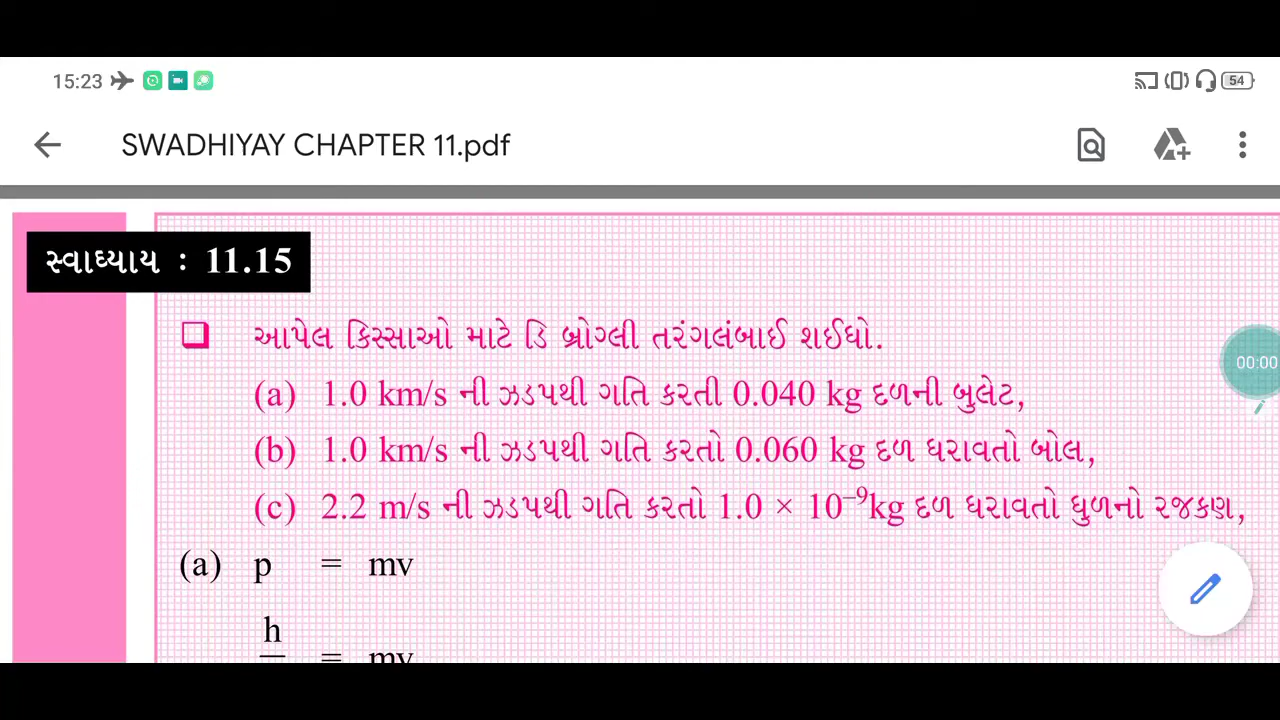 15:23
54
SWADHIYAY CHAPTER 11.pdf
સ્વાધ્યાય : 11.15
❑ આપેલ કિસ્સાઓ માટે ડિ બ્રોગ્લી તરંગલંબાઈ શઈધો.
00:00
(a) 1.0 km/s ની ઝડપથી ગતિ કરતી 0.040 kg દળની બુલેટ,
(b) 1.0 km/s ની ઝડપથી ગતિ કરતો 0.060 kg દળ ધરાવતો બોલ,
(c) 2.2 m/s ની ઝડપથી ગતિ કરતો 1.0 × 10⁻⁹kg દળ ધરાવતો ધુળનો રજકણ,
(a) p = mv
h = mv